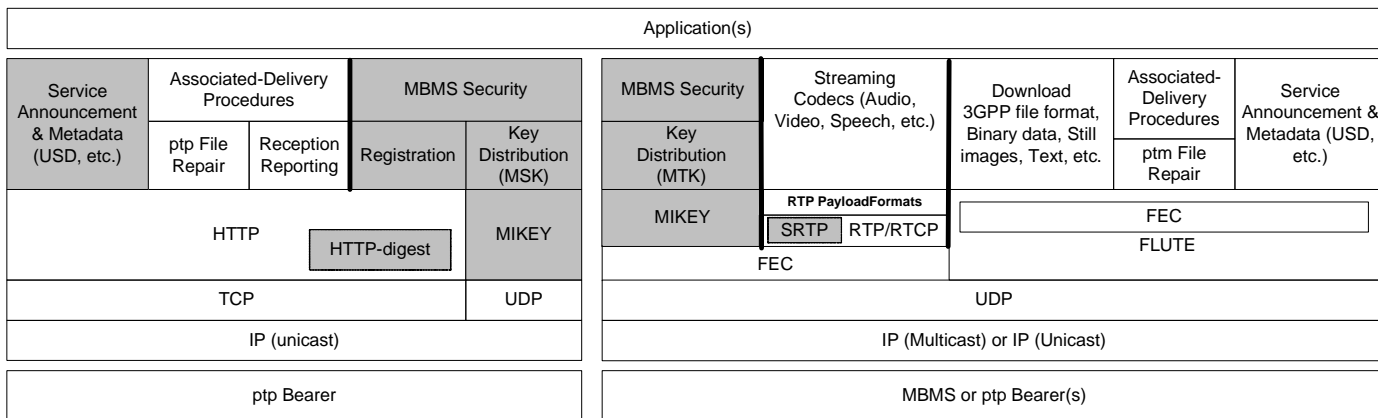 Application(s)
Service
Announcement
& Metadata
(USD, etc.)
Associated-Delivery
Procedures
ptp File
Repair
Reception
Reporting
MBMS Security
Registration
Key
Distribution
(MSK)
HTTP
HTTP-digest
MIKEY
TCP
UDP
IP (unicast)
ptp Bearer
MBMS Security
Key
Distribution
(MTK)
MIKEY
Streaming
Codecs (Audio,
Video, Speech, etc.)
RTP PayloadFormats
SRTP
RTP/RTCP
FEC
Download
3GPP file format,
Binary data, Still
images, Text, etc.
Associated-
Delivery
Procedures
ptm File
Repair
Service
Announcement &
Metadata (USD,
etc.)
FEC
FLUTE
UDP
IP (Multicast) or IP (Unicast)
MBMS or ptp Bearer(s)